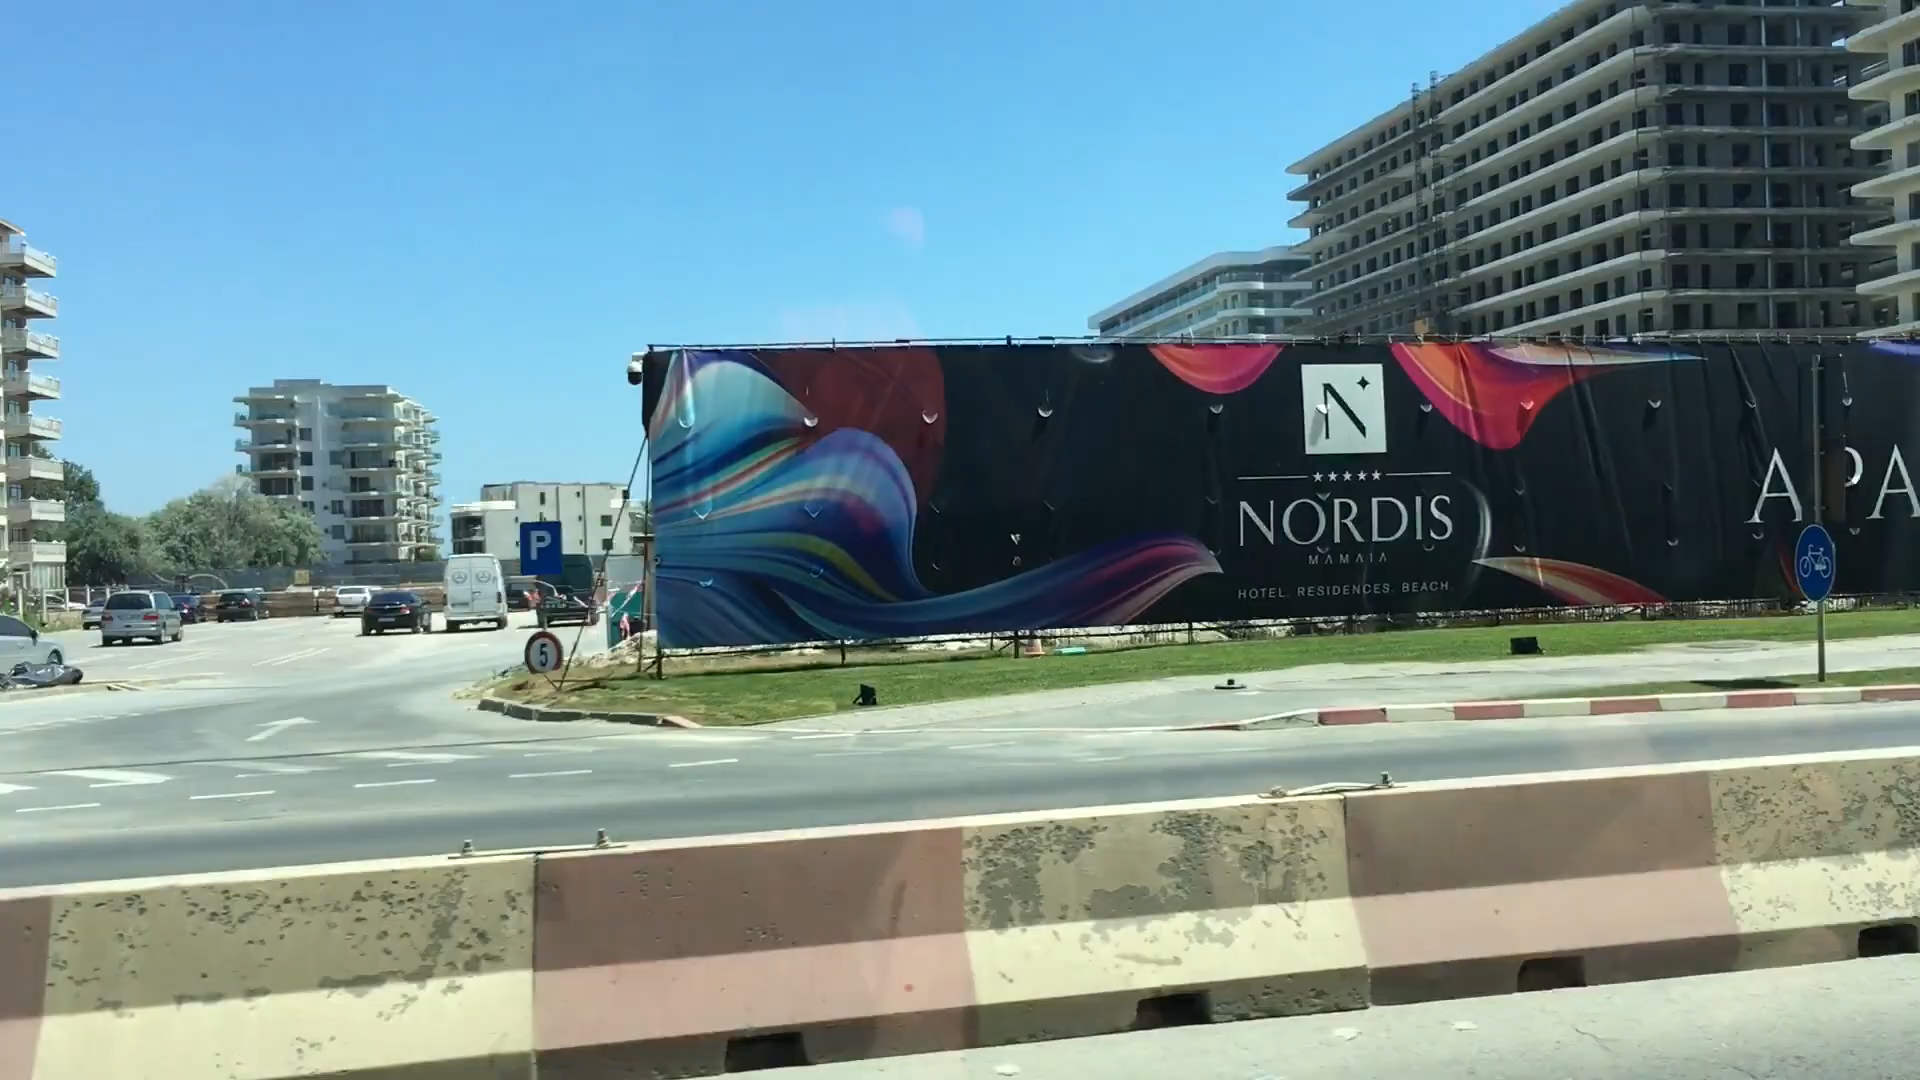 P
5
N
NORDIS
MAMAIA
HOTEL. RESIDENCES. BEACH.
APA